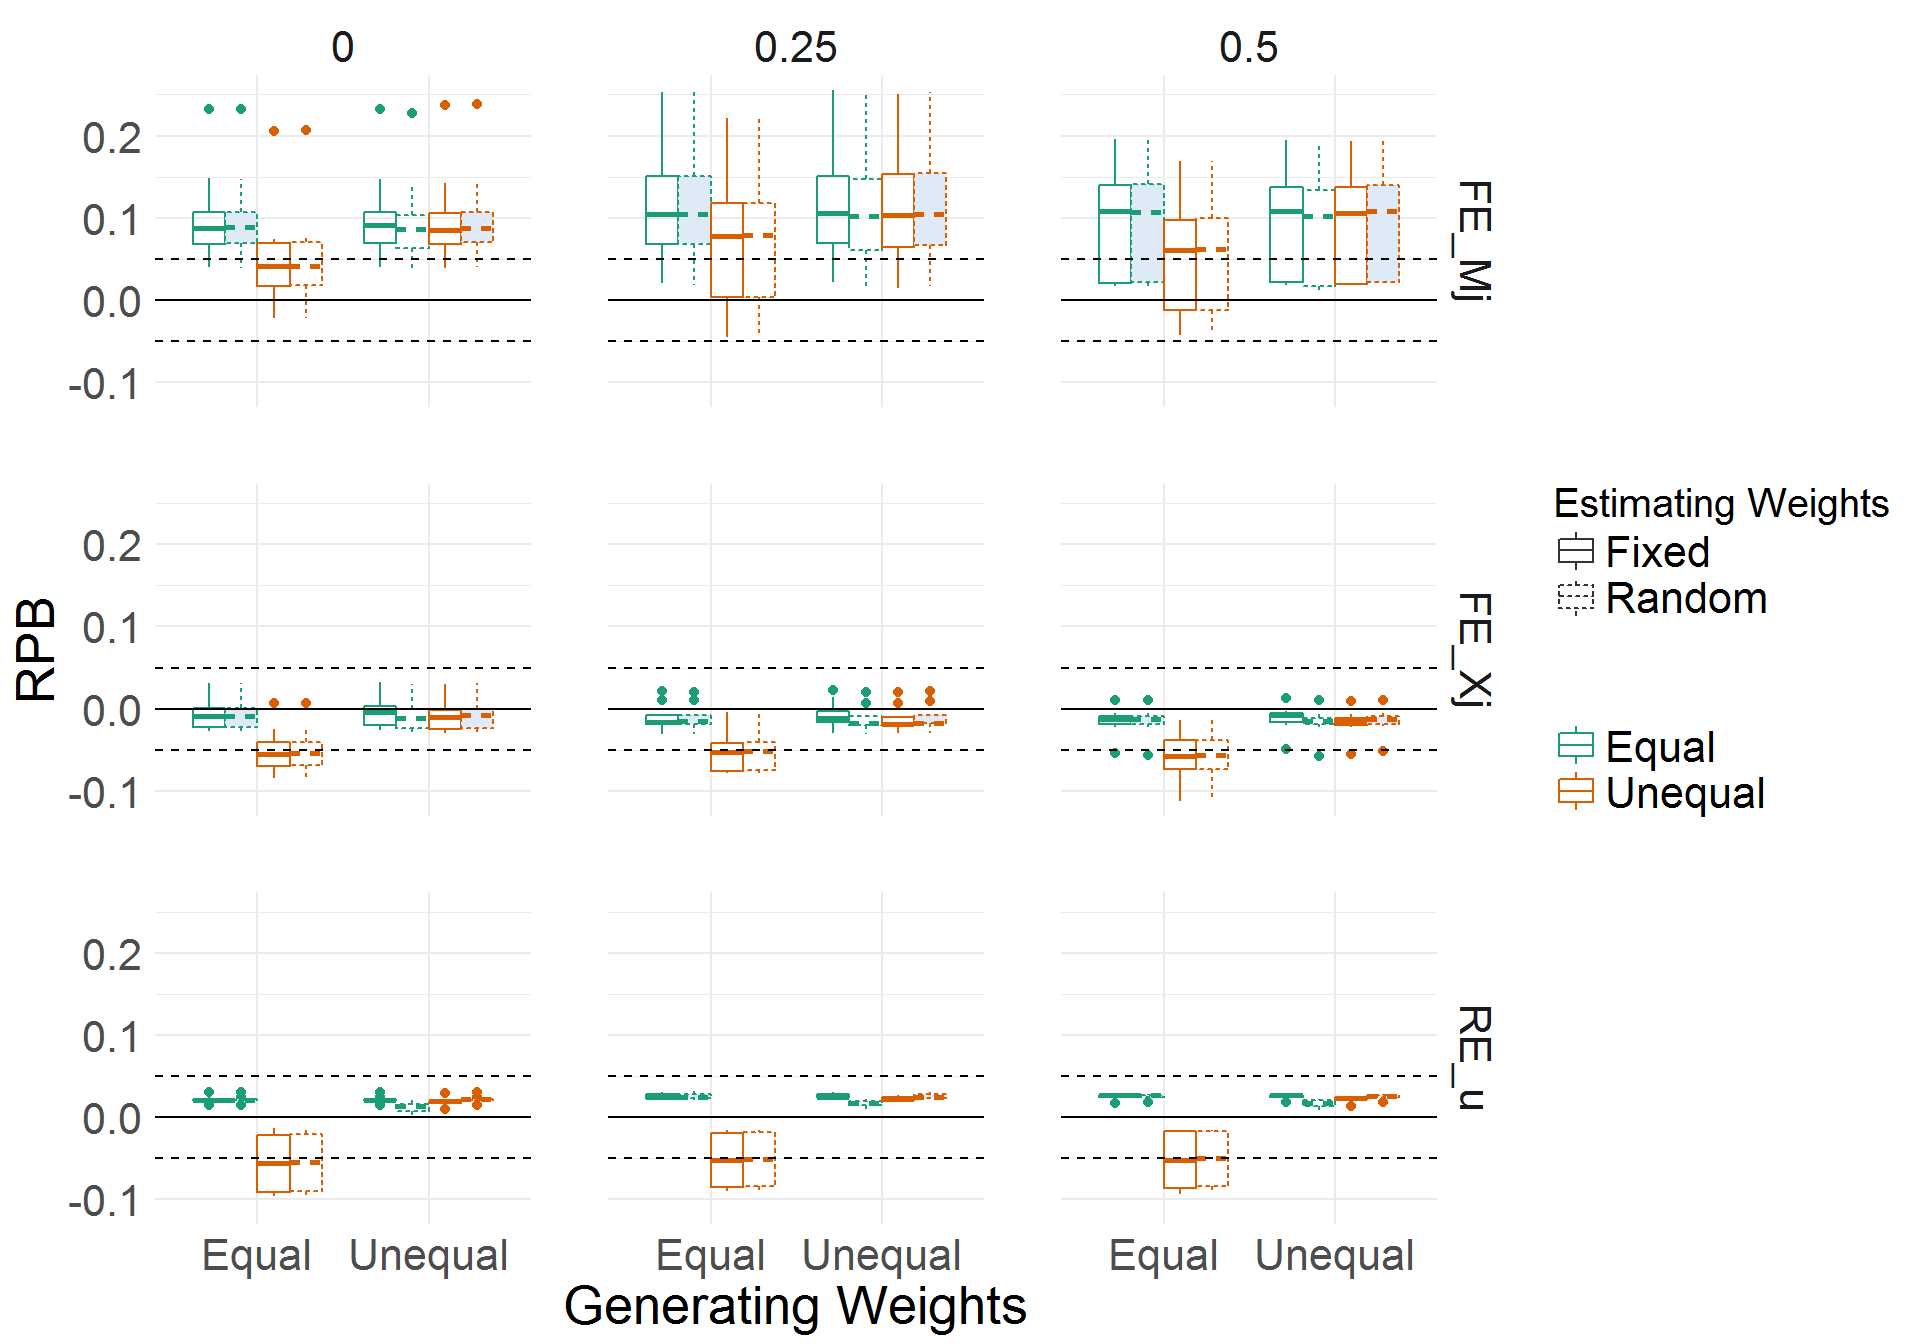 0 0.25 0.5
0.2
0.1
0.0
-0.1
FE_Mj
0.2
0.1
0.0
-0.1
FE_Xj
0.2
0.1
0.0
-0.1
RE_u
RPB
Equal Unequal Equal Unequal Equal Unequal
Generating Weights
Estimating Weights
Fixed
Random
Equal
Unequal